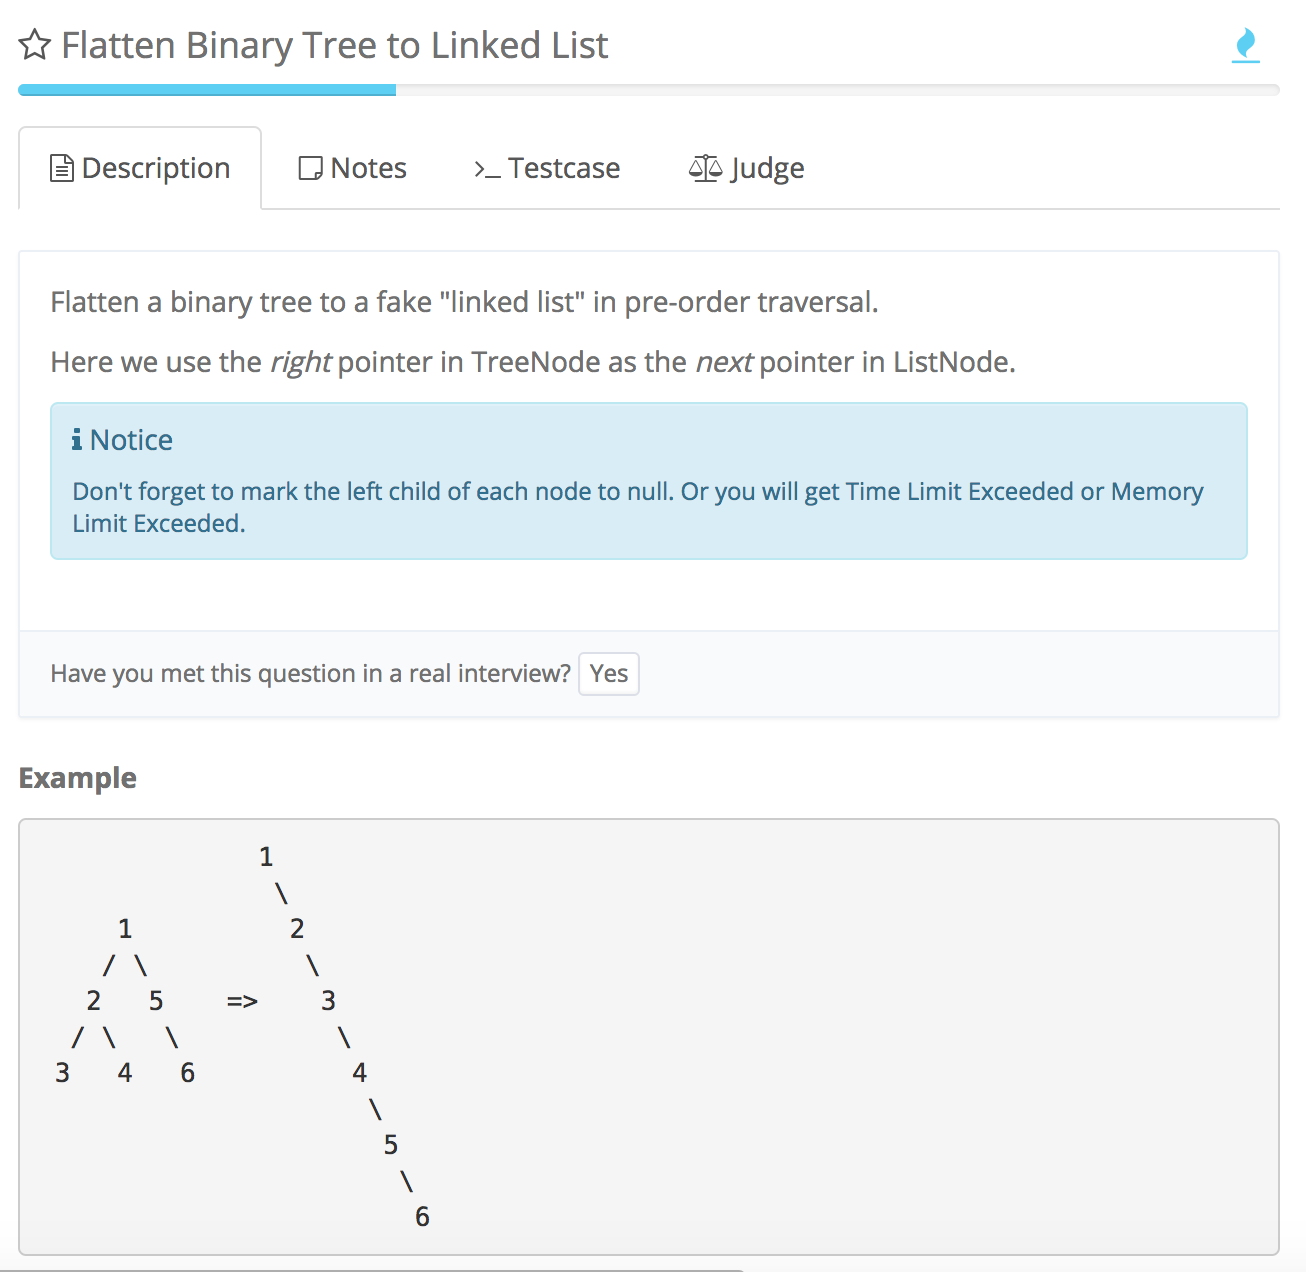 Flatten Binary Tree to Linked List
Description Notes >_ Testcase Judge
Flatten a binary tree to a fake "linked list" in pre-order traversal.
Here we use the right pointer in TreeNode as the next pointer in ListNode.
Notice
Don't forget to mark the left child of each node to null. Or you will get Time Limit Exceeded or Memory
Limit Exceeded.
Have you met this question in a real interview? Yes
Example
              1
               \
     1          2
    / \          \
   2   5    =>    3
  / \   \          \
 3   4   6          4
                     \
                      5
                       \
                        6